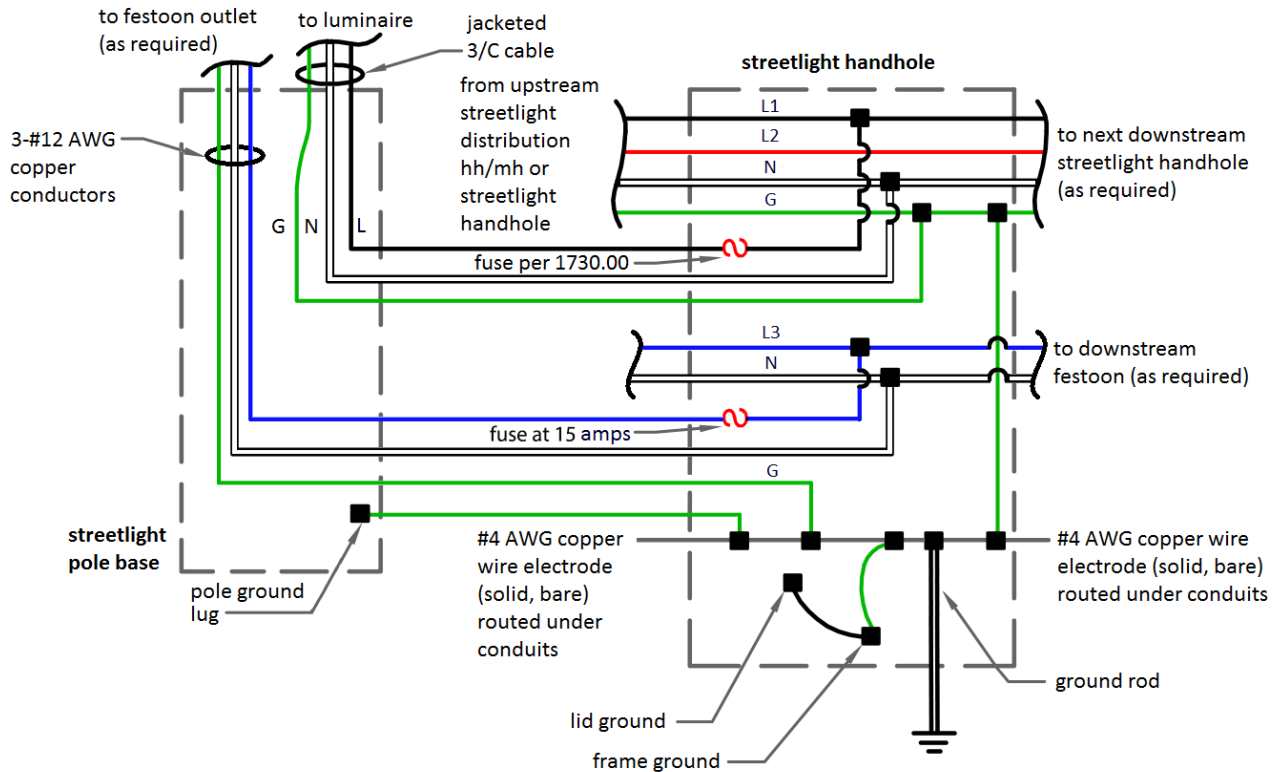 to festoon outlet
(as required)
to luminaire
jacketed
3/C cable
from upstream
streetlight
distribution
hh/mh or
streetlight
handhole
streetlight handhole
L1
L2
N
G
to next downstream
streetlight handhole
(as required)
3-#12 AWG
copper
conductors
G
N
L
fuse per 1730.00
L3
N
to downstream
festoon (as required)
fuse at 15 amps
G
streetlight
pole base
pole ground
lug
#4 AWG copper
wire electrode
(solid, bare)
routed under
conduits
#4 AWG copper wire
electrode (solid, bare)
routed under conduits
ground rod
lid ground
frame ground